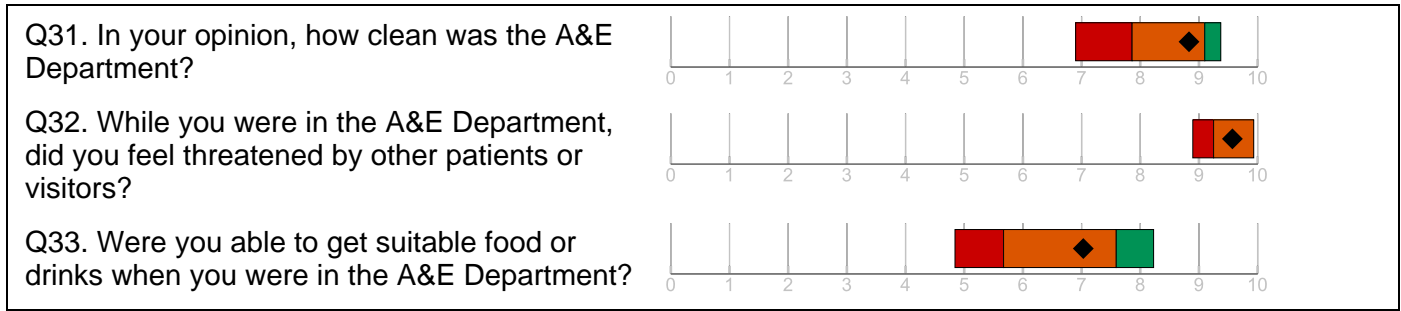 Q31. In your opinion, how clean was the A&E
Department?
0 1 2 3 4 5 6 7 8 9 10
Q32. While you were in the A&E Department,
did you feel threatened by other patients or
visitors?
0 1 2 3 4 5 6 7 8 9 10
Q33. Were you able to get suitable food or
drinks when you were in the A&E Department?
0 1 2 3 4 5 6 7 8 9 10